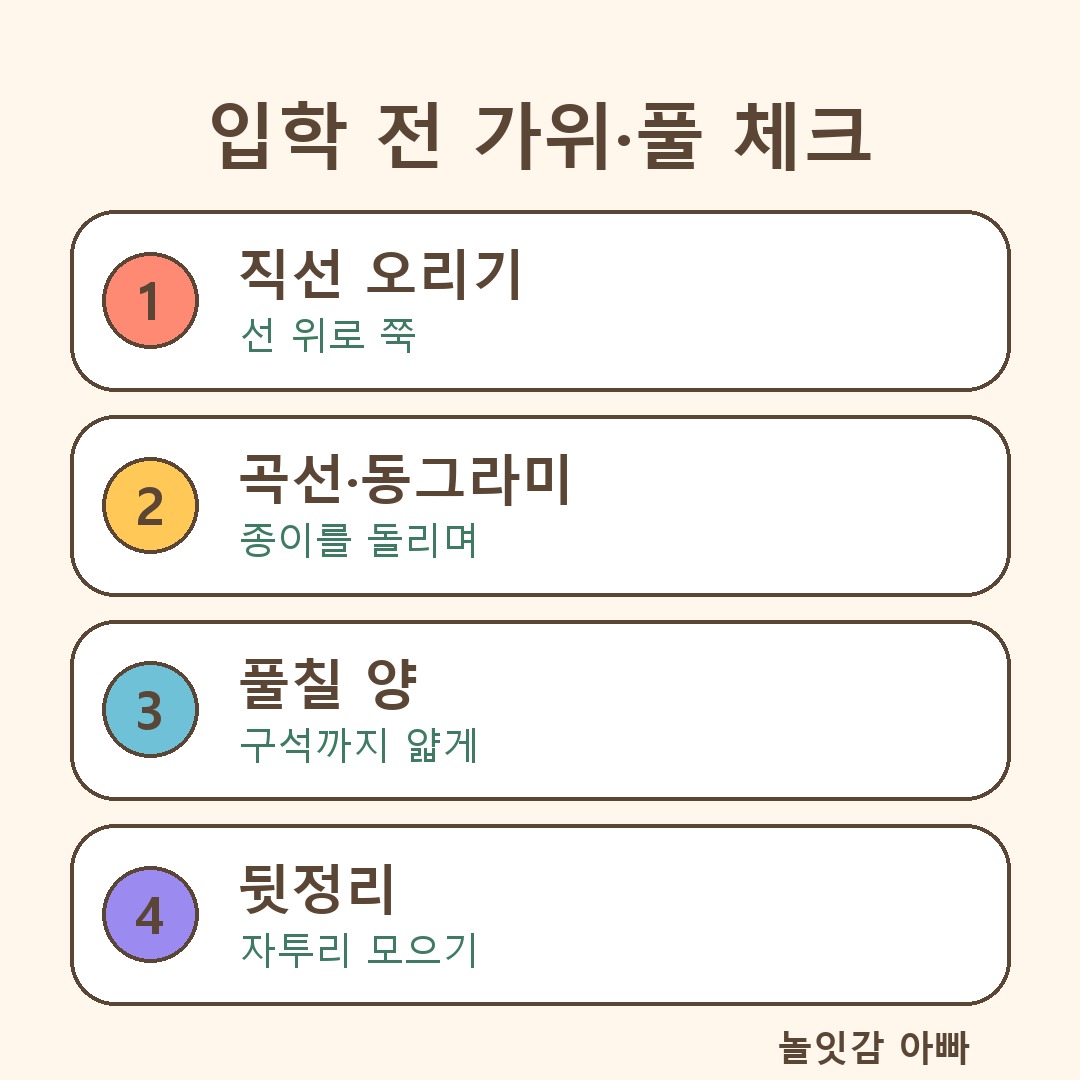 입학 전 가위·풀 체크
1
직선 오리기
선 위로 쭉
2
곡선·동그라미
종이를 돌리며
3
풀칠 양
구석까지 얇게
4
뒷정리
자투리 모으기
놀잇감 아빠